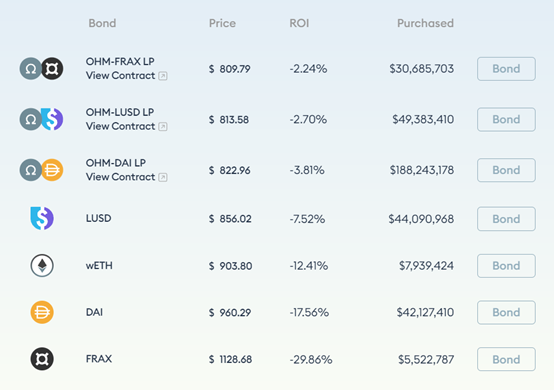 Bond Price ROI Purchased
OHM-FRAX LP
View Contract $ 809.79 -2.24% $30,685,703 Bond
OHM-LUSD LP
View Contract $ 813.58 -2.70% $49,383,410 Bond
OHM-DAI LP
View Contract $ 822.96 -3.81% $188,243,178 Bond
LUSD $ 856.02 -7.52% $44,090,968 Bond
wETH $ 903.80 -12.41% $7,939,424 Bond
DAI $ 960.29 -17.56% $42,127,410 Bond
FRAX $ 1128.68 -29.86% $5,522,787 Bond